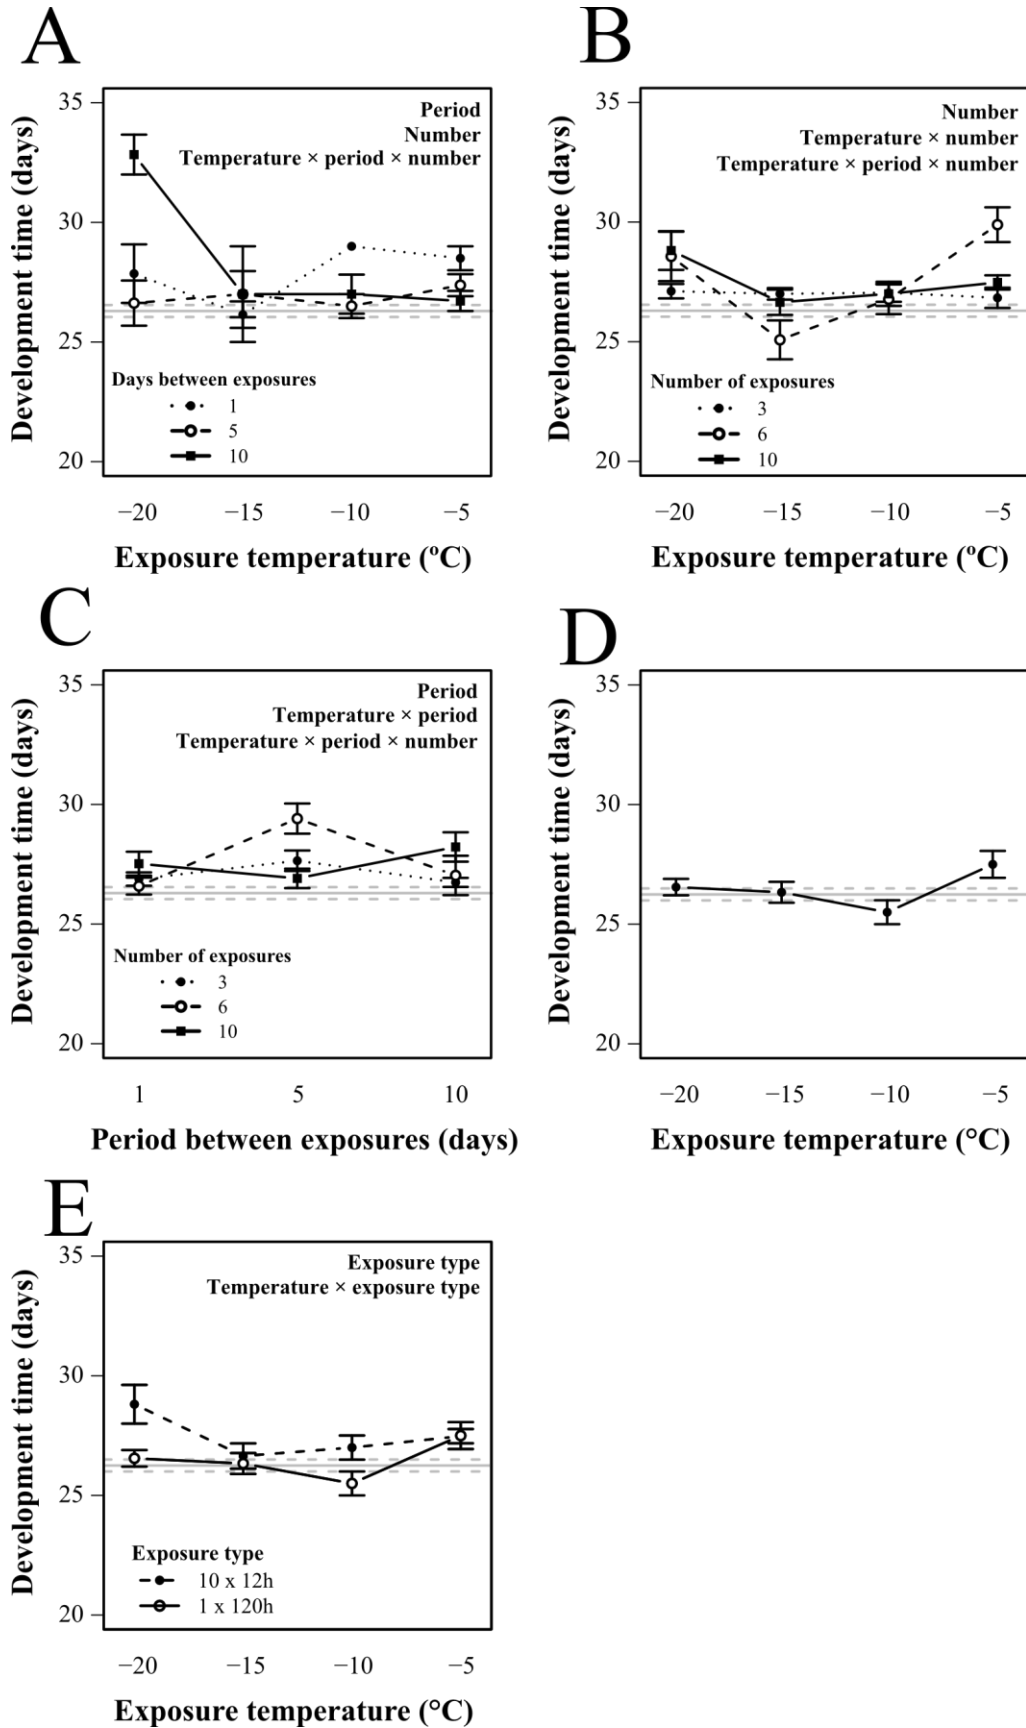 A
Development time (days)
35
30
25
20
Period
Number
Temperature × period × number
Days between exposures
1
5
10
−20 −15 −10 −5
Exposure temperature (ºC)
B
Development time (days)
35
30
25
20
Number
Temperature × number
Temperature × period × number
Number of exposures
3
6
10
−20 −15 −10 −5
Exposure temperature (ºC)
C
Development time (days)
35
30
25
20
Period
Temperature × period
Temperature × period × number
Number of exposures
3
6
10
1 5 10
Period between exposures (days)
D
Development time (days)
35
30
25
20
−20 −15 −10 −5
Exposure temperature (°C)
E
Development time (days)
35
30
25
20
Exposure type
Temperature × exposure type
Exposure type
10 x 12h
1 x 120h
−20 −15 −10 −5
Exposure temperature (°C)